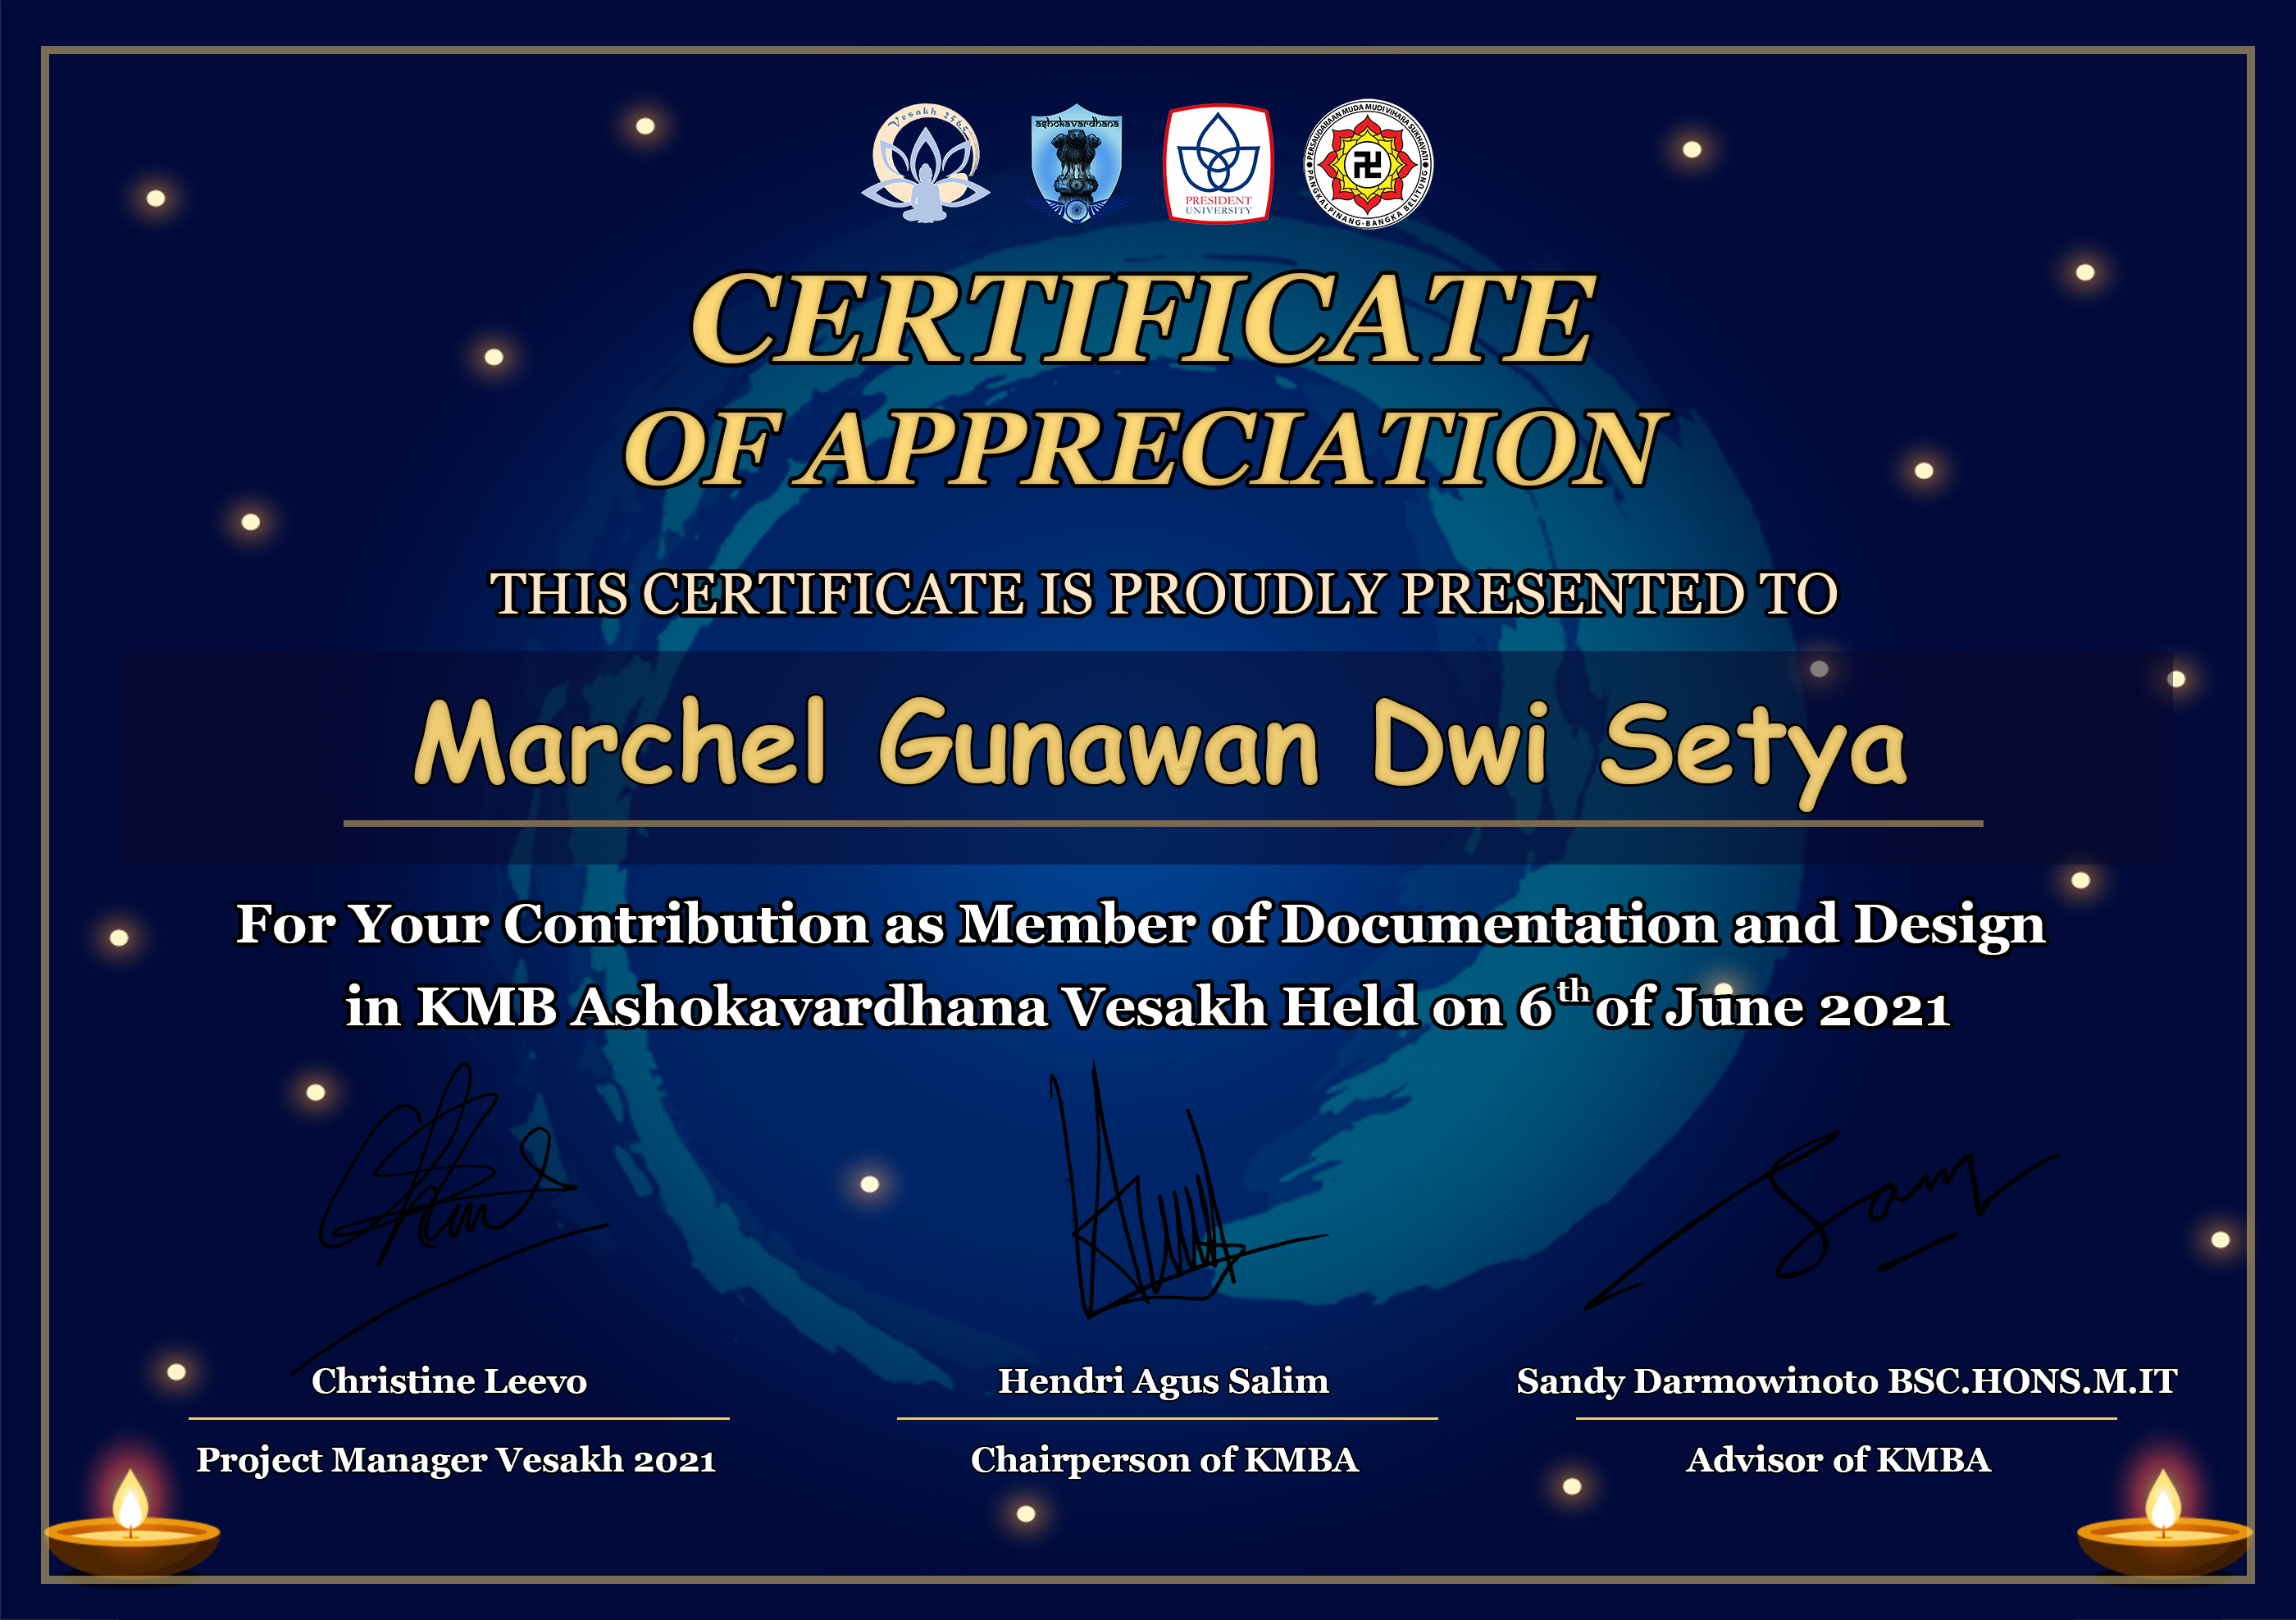 Vesakh 2565
ashokavardhana
PRESIDENT
UNIVERSITY
PERSAUDARAAN MUDA MUDI VIHARA SUKHAVATI
PANGKALPINANG-BANGKA BELITUNG
CERTIFICATE
OF APPRECIATION
THIS CERTIFICATE IS PROUDLY PRESENTED TO
Marchel Gunawan Dwi Setya
For Your Contribution as Member of Documentation and Design
in KMB Ashokavardhana Vesakh Held on 6th of June 2021
Christine Leevo
Hendri Agus Salim
Sandy Darmowinoto BSC.HONS.M.IT
Project Manager Vesakh 2021
Chairperson of KMBA
Advisor of KMBA